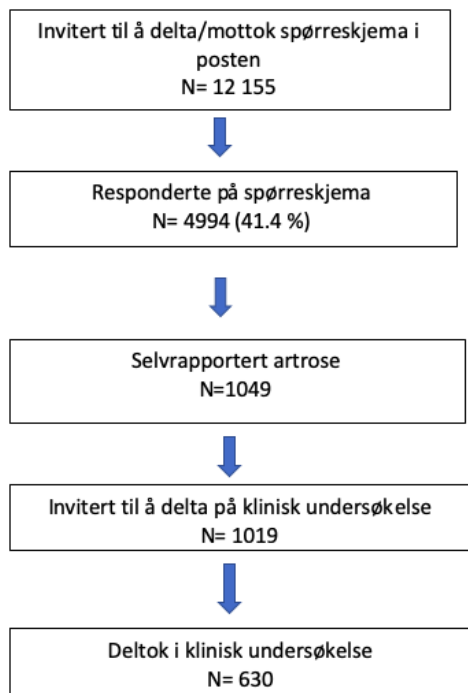 Invitert til å delta/mottok spørreskjema i
posten
N= 12 155
Responderte på spørreskjema
N= 4994 (41.4 %)
Selvrapportert artrose
N=1049
Invitert til å delta på klinisk undersøkelse
N= 1019
Deltok i klinisk undersøkelse
N= 630